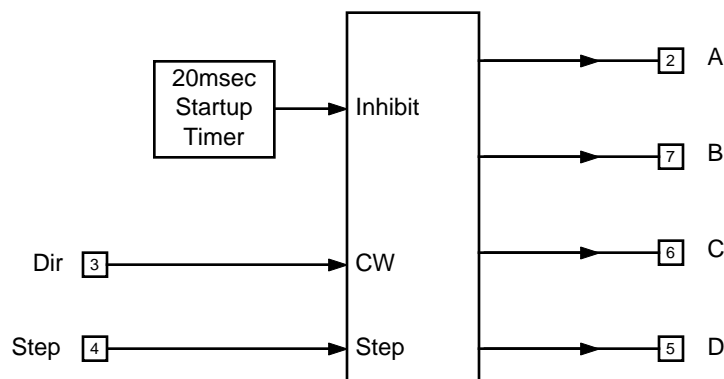 20msec
Startup
Timer
Inhibit
2 A
7 B
Dir 3 CW
6 C
Step 4 Step
5 D